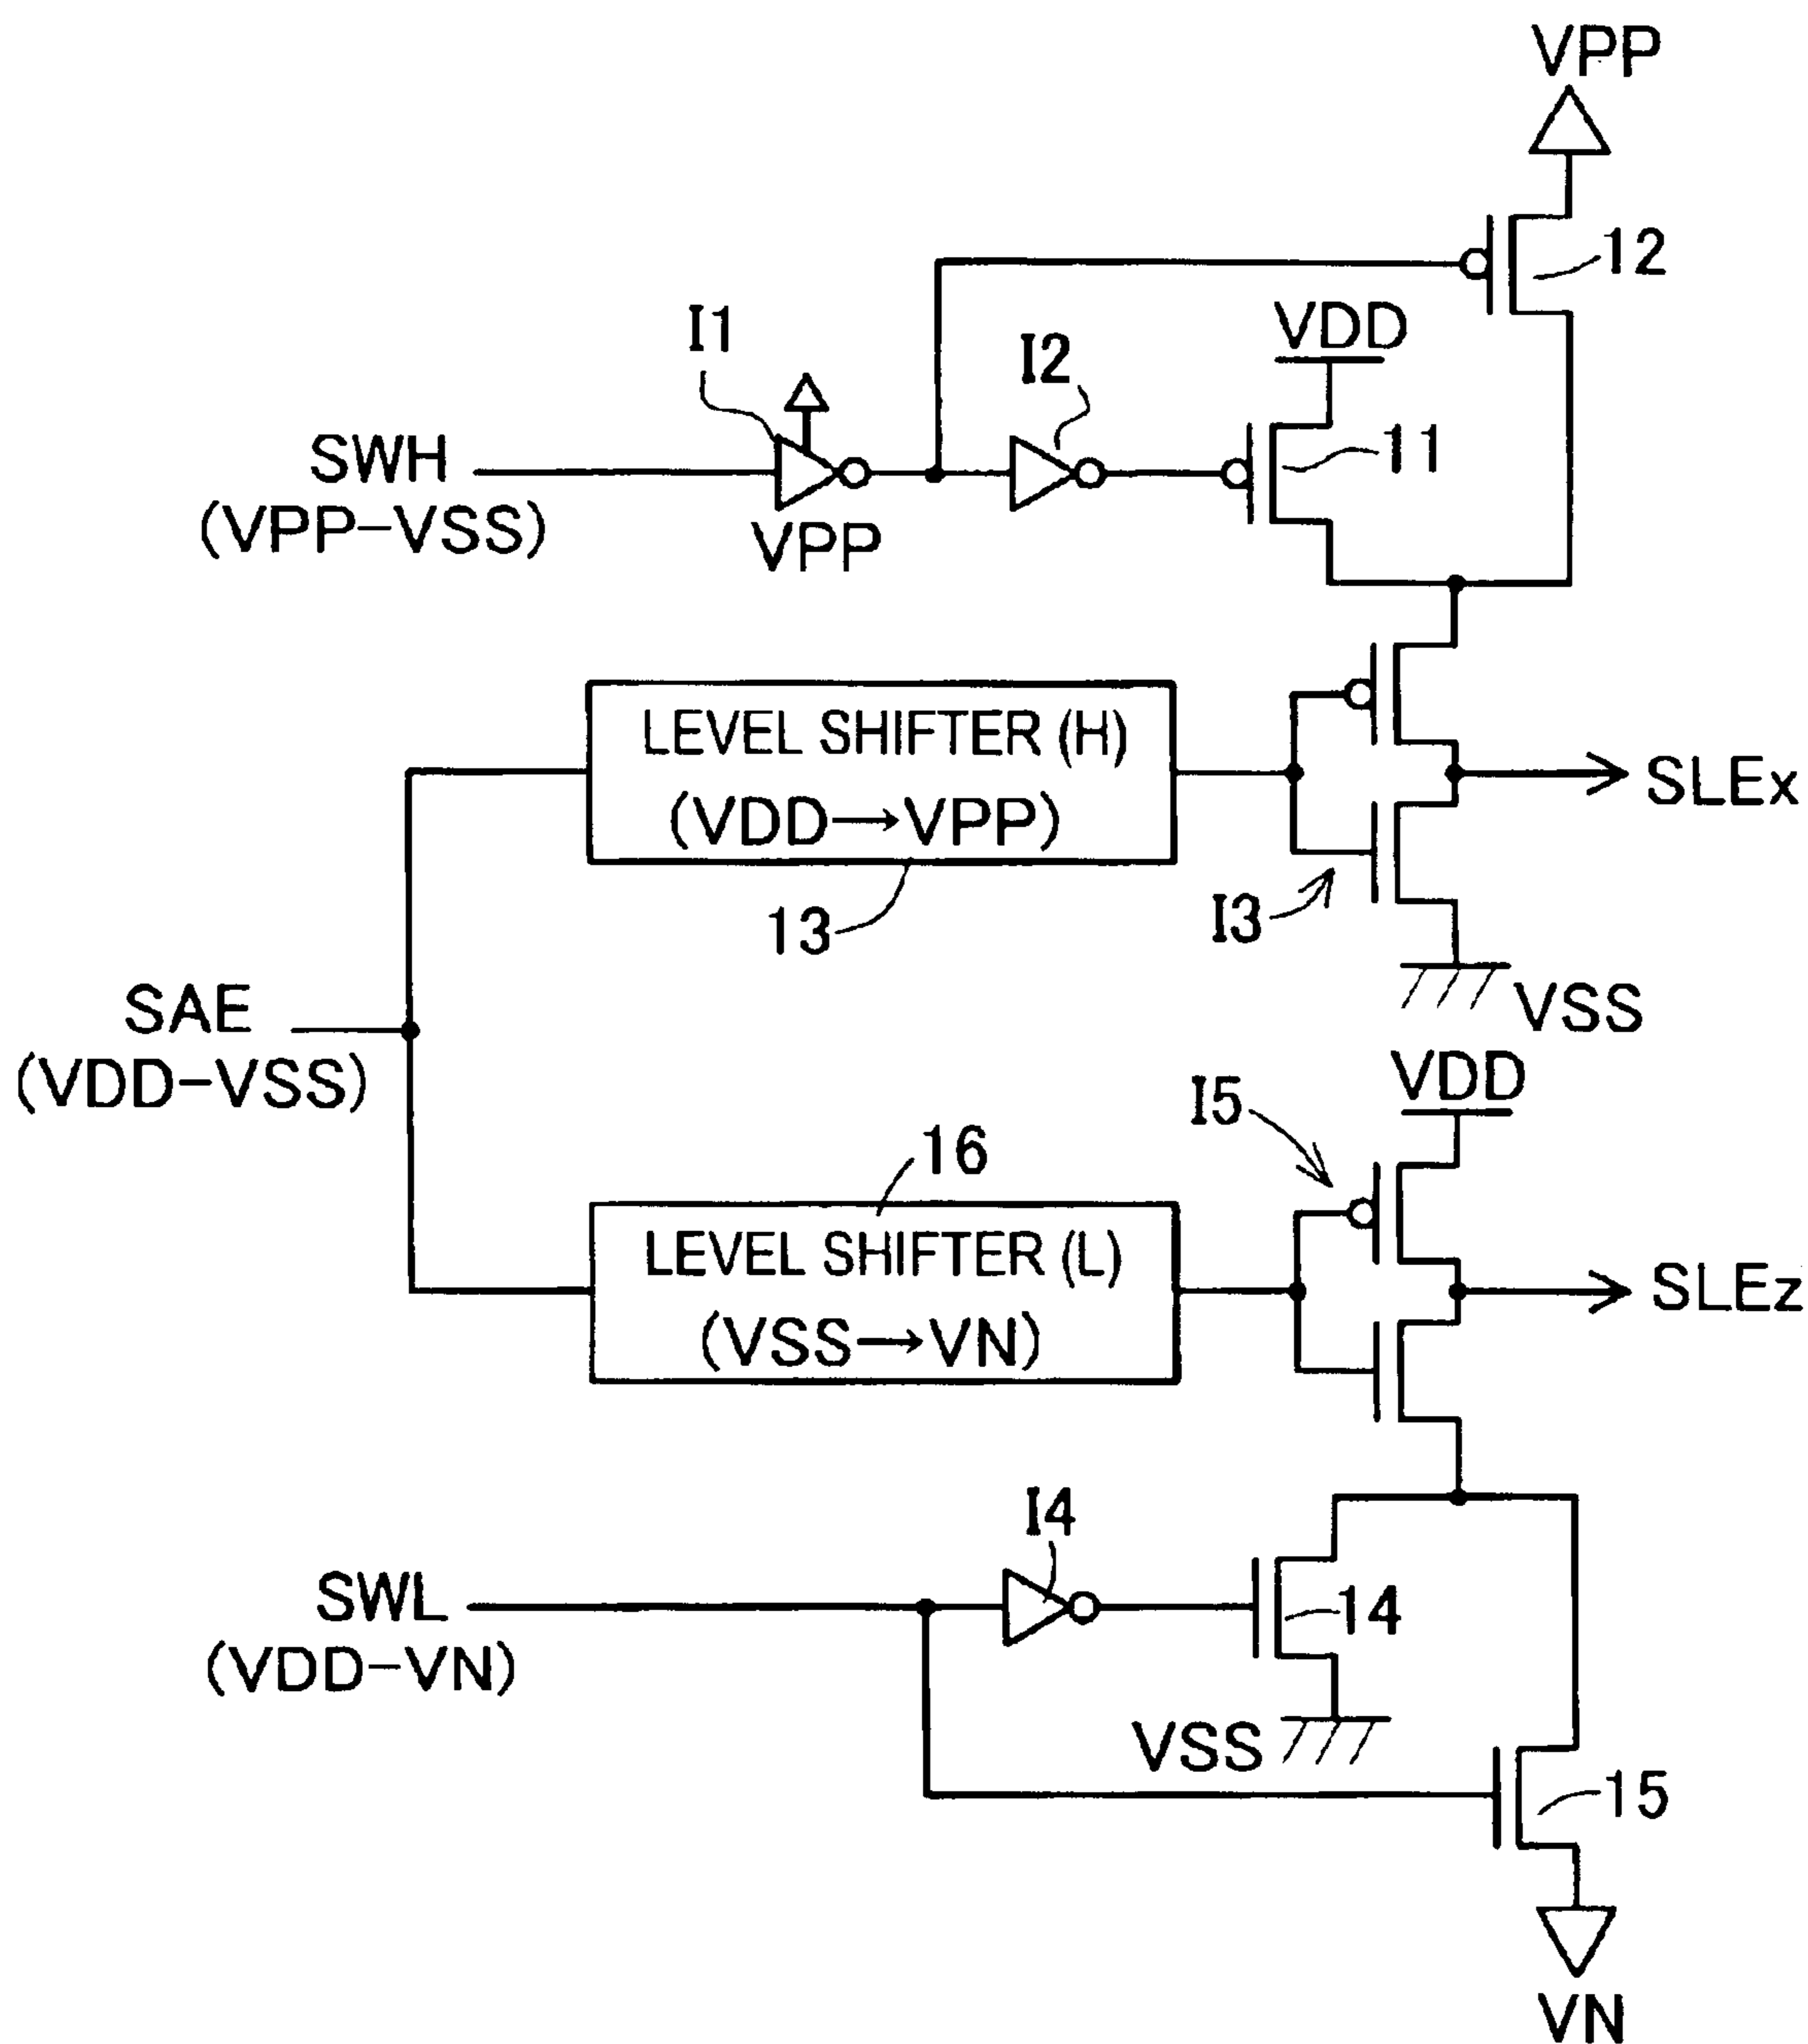 VPP
12
I1
I2
VDD
11
SWH
(VPP-VSS)
VPP
LEVEL SHIFTER (H)
(VDD→VPP)
13
SLEx
I3
VSS
SAE
(VDD-VSS)
VDD
I5
16
LEVEL SHIFTER (L)
(VSS→VN)
SLEz
I4
SWL
(VDD-VN)
14
VSS
15
VN